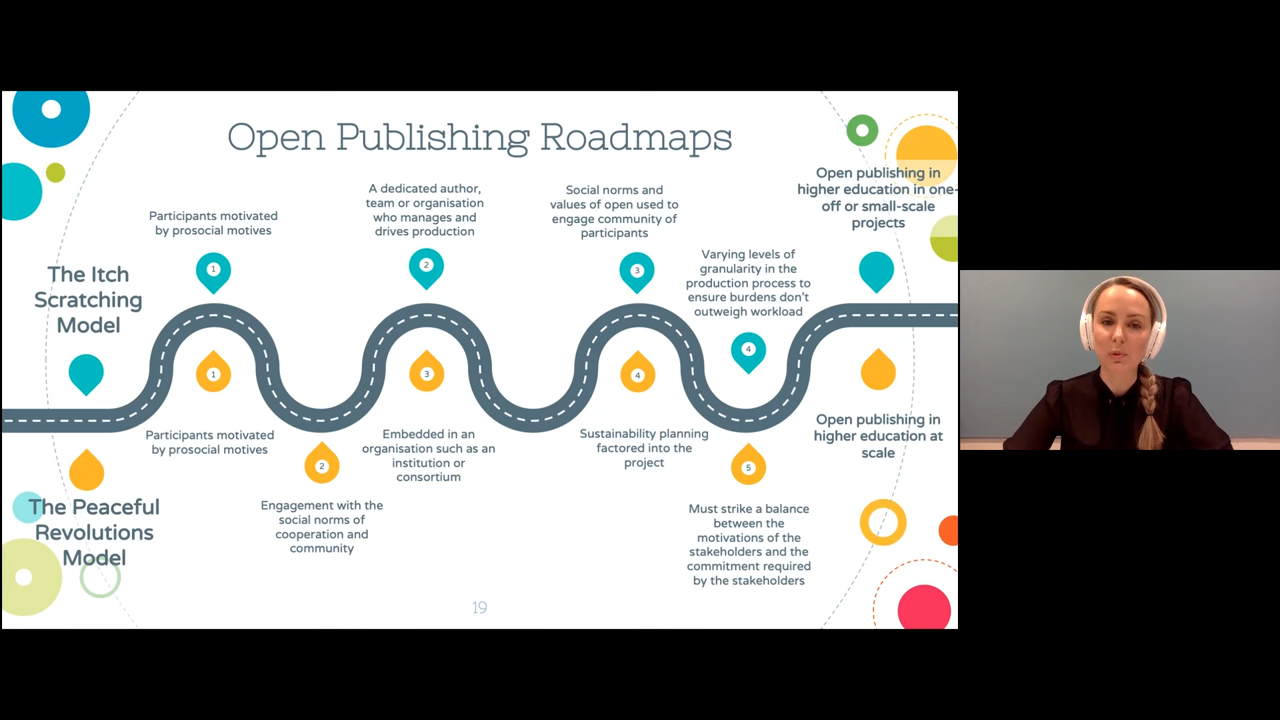 Open Publishing Roadmaps
The Itch
Scratching
Model
Participants motivated
by prosocial motives
1
A dedicated author,
team or organisation
who manages and
drives production
2
Social norms and
values of open used to
engage community of
participants
3
Varying levels of
granularity in the
production process to
ensure burdens don't
outweigh workload
4
Open publishing in
higher education in one-
off or small-scale
projects
The Peaceful
Revolutions
Model
1
Participants motivated
by prosocial motives
2
Engagement with the
social norms of
cooperation and
community
3
Embedded in an
organisation such as an
institution or
consortium
4
Sustainability planning
factored into the
project
5
Must strike a balance
between the
motivations of the
stakeholders and the
commitment required
by the stakeholders
Open publishing in
higher education at
scale
19